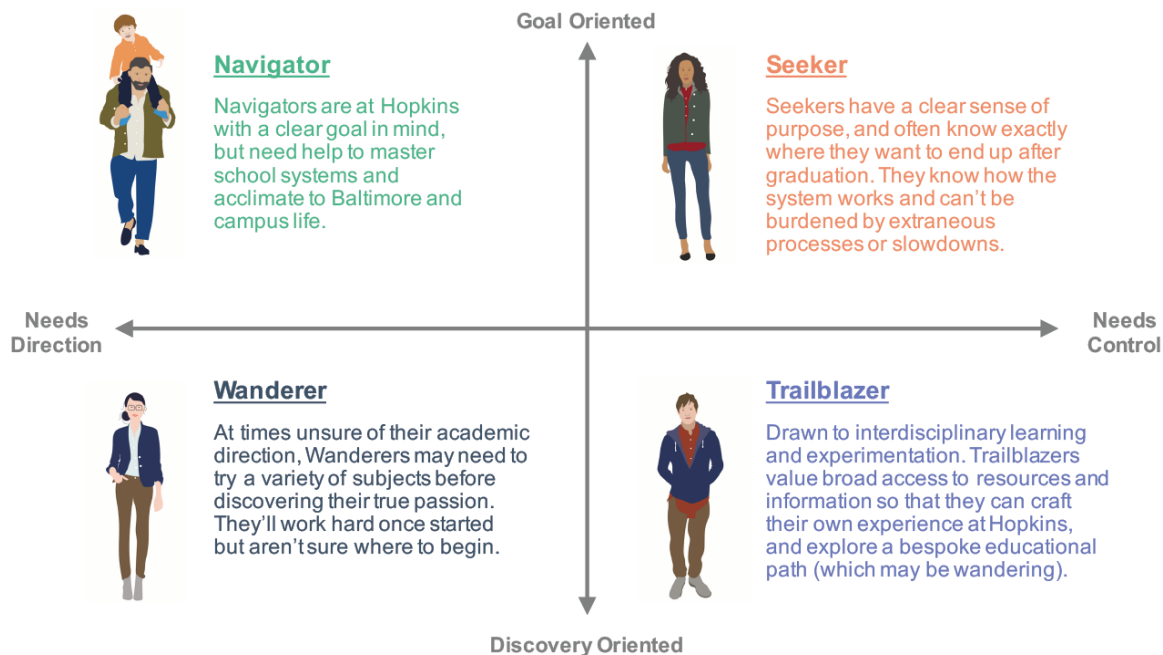 Goal Oriented
Navigator
Navigators are at Hopkins
with a clear goal in mind,
but need help to master
school systems and
acclimate to Baltimore and
campus life.
Seeker
Seekers have a clear sense of
purpose, and often know exactly
where they want to end up after
graduation. They know how the
system works and can't be
burdened by extraneous
processes or slowdowns.
Needs
Direction
Needs
Control
Wanderer
At times unsure of their academic
direction, Wanderers may need to
try a variety of subjects before
discovering their true passion.
They'll work hard once started
but aren't sure where to begin.
Trailblazer
Drawn to interdisciplinary learning
and experimentation. Trailblazers
value broad access to resources and
information so that they can craft
their own experience at Hopkins,
and explore a bespoke educational
path (which may be wandering).
Discovery Oriented